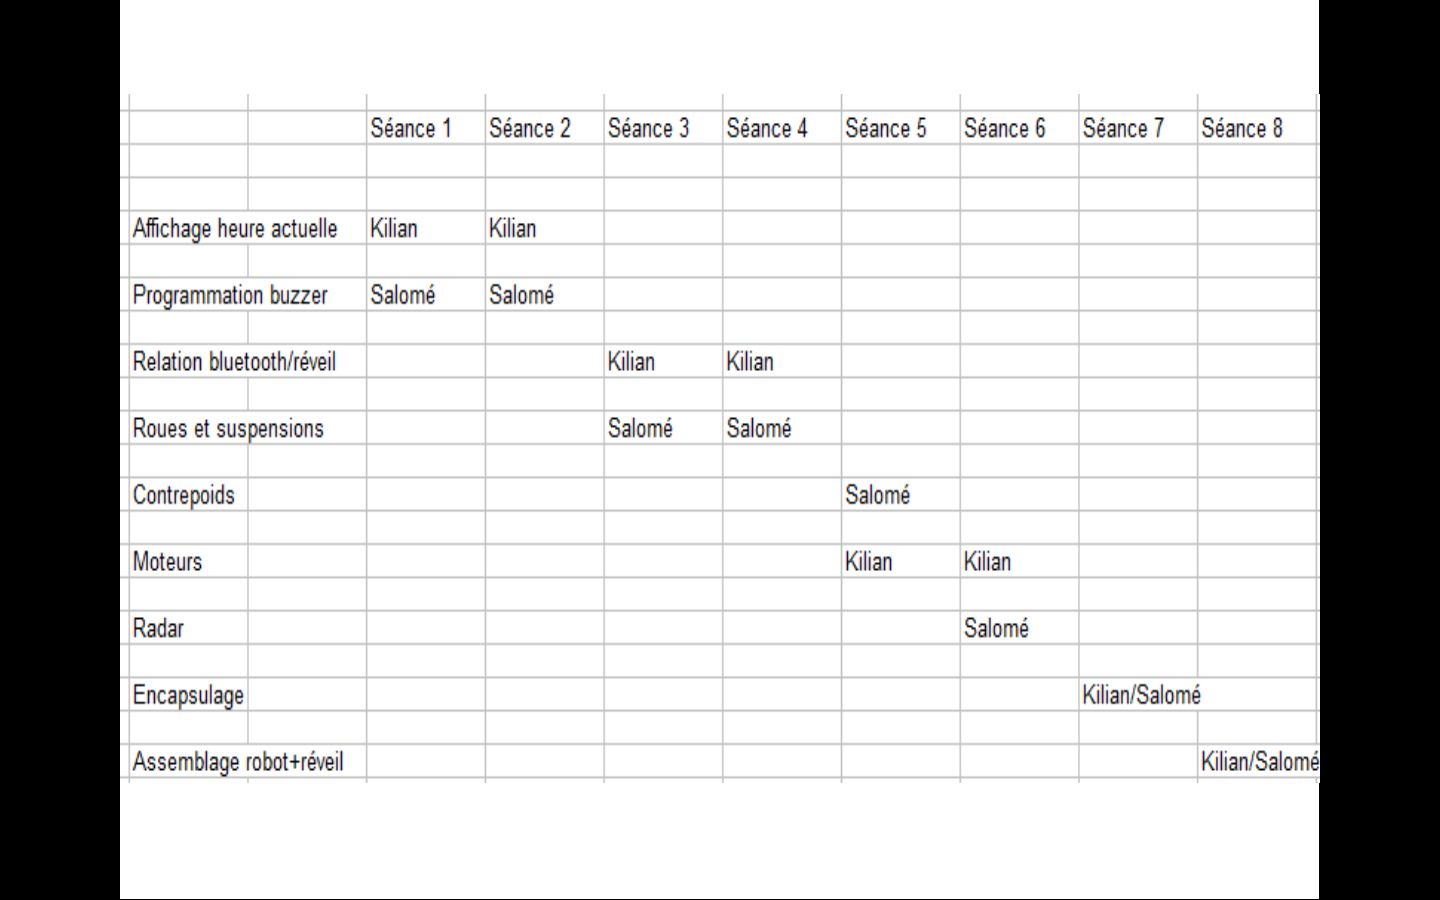 Séance 1 Séance 2 Séance 3 Séance 4 Séance 5 Séance 6 Séance 7 Séance 8
Affichage heure actuelle Kilian Kilian
Programmation buzzer Salomé Salomé
Relation bluetooth/réveil Kilian Kilian
Roues et suspensions Salomé Salomé
Contrepoids Salomé
Moteurs Kilian Kilian
Radar Salomé
Encapsulage Kilian/Salomé
Assemblage robot+réveil Kilian/Salomé